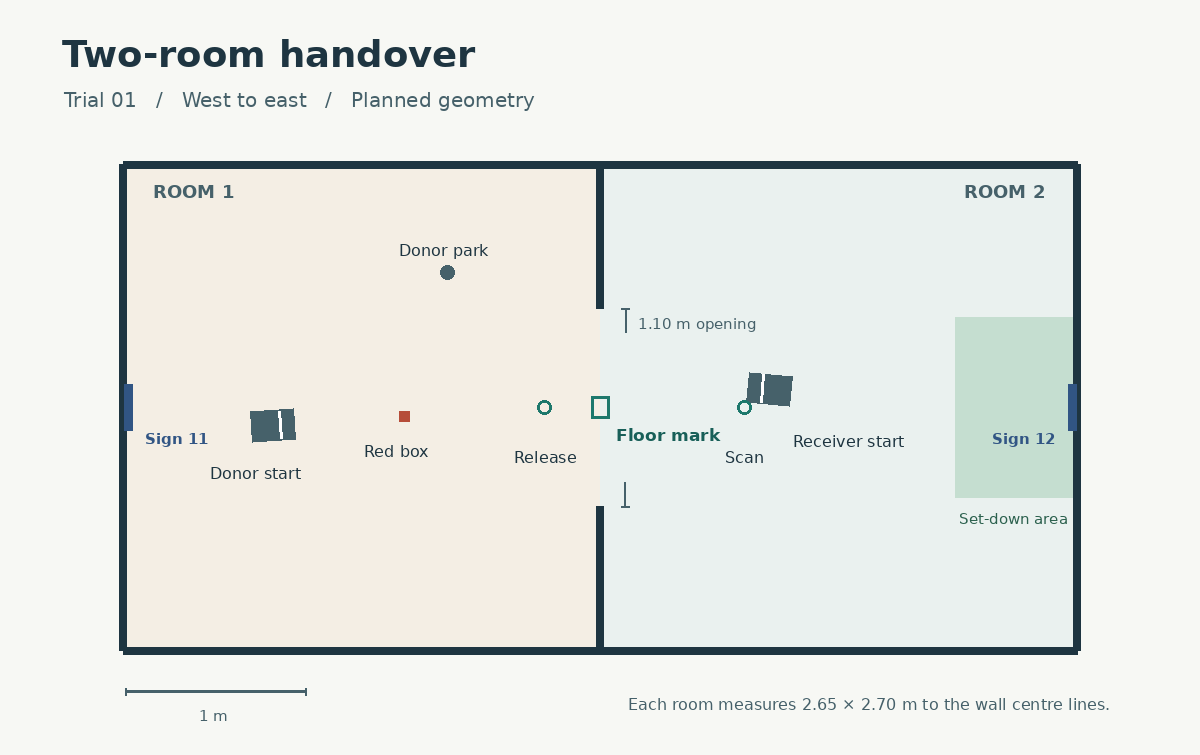 Two-room handover
Trial 01 / West to east / Planned geometry
ROOM 1
ROOM 2
Donor park
1.10 m opening
Sign 11
Donor start
Red box
Release
Floor mark
Scan
Receiver start
Sign 12
Set-down area
1 m
Each room measures 2.65 × 2.70 m to the wall centre lines.